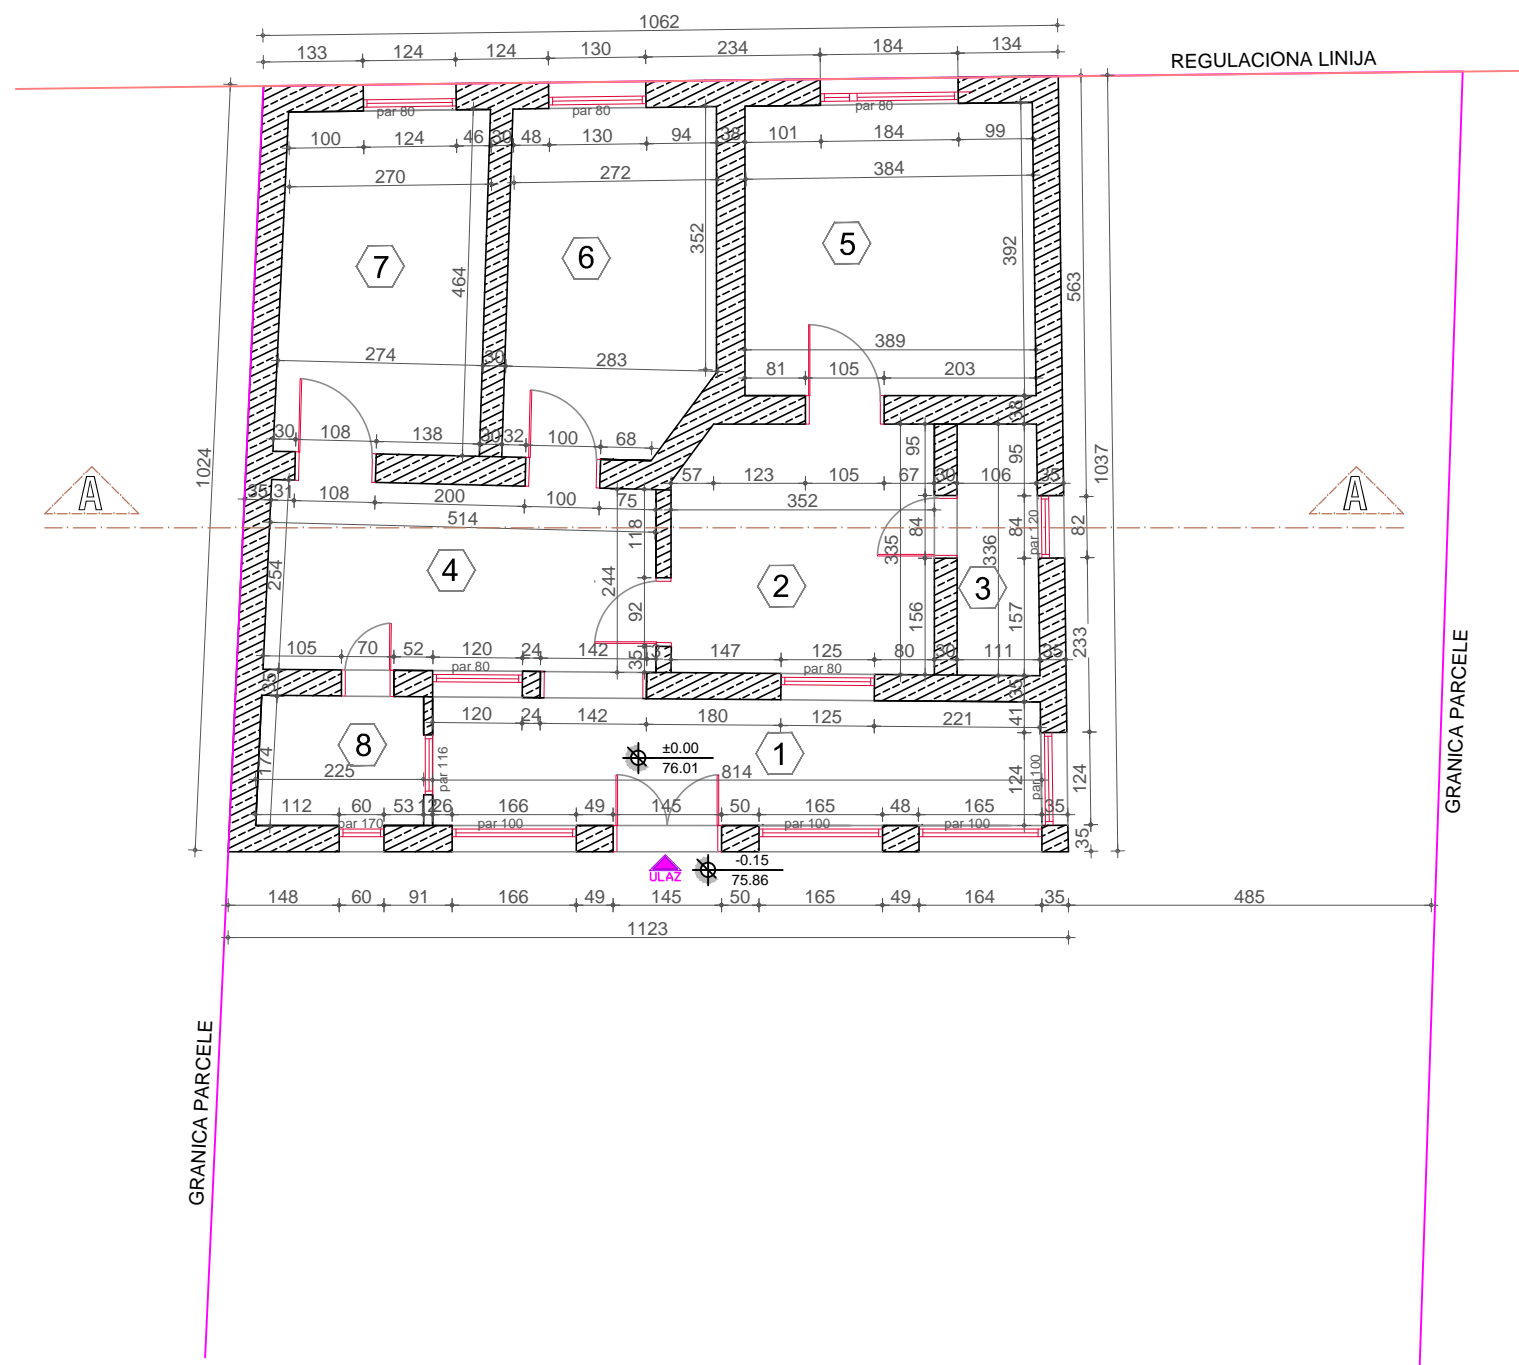 1062
133 124 124 130 234 184 134
REGULACIONA LINIJA
par 80 par 80 par 80
100 124 46 30 48 130 94 38 101 184 99
270 272 384
7 6 5
464 352 392 563
1024 1037
274 30 283 389
81 105 203
38
30 108 138 30 32 100 68
95 95
57 123 105 67 30 106 35
35 31 108 200 100 75 352
514 118
A A
84 84 82
par 120
335 336
254 244
4 2 3
92 156 157 233
105 70 52 120 24 142 13 147 125 80 30 111 35
par 80 par 80
35 35 35
41
120 24 142 180 125 221
8 1
±0.00
76.01
174 225 814
par 116 124 par 100 124
112 60 53 12 26 166 49 145 50 165 48 165 35
par 170 par 100 par 100 par 100
35
ULAZ
-0.15
75.86
148 60 91 166 49 145 50 165 49 164 35 485
1123
GRANICA PARCELE
GRANICA PARCELE